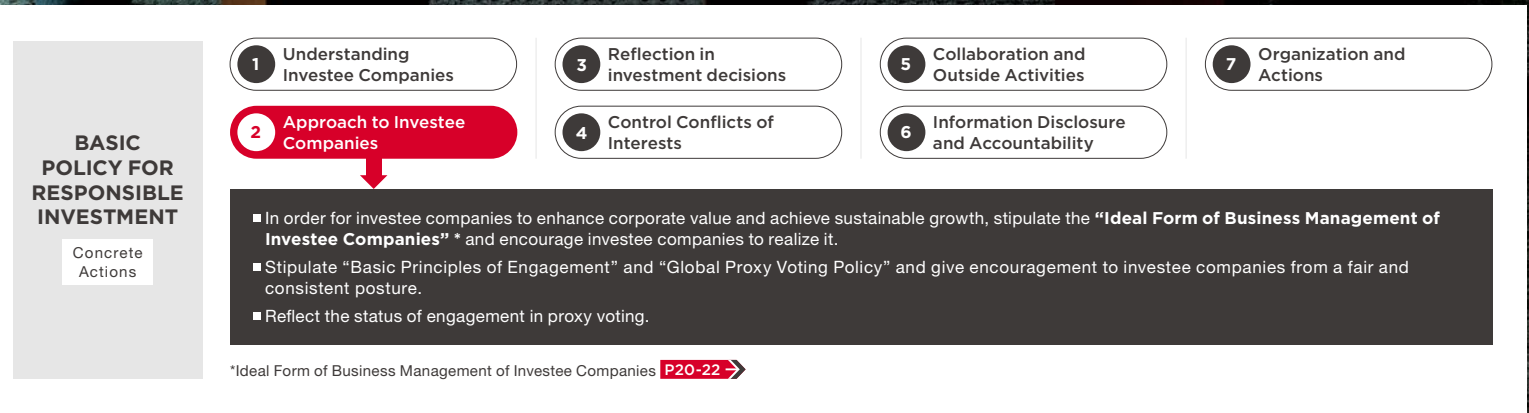 BASIC
POLICY FOR
RESPONSIBLE
INVESTMENT
Concrete
Actions
1 Understanding
Investee Companies
2 Approach to Investee
Companies
3 Reflection in
investment decisions
4 Control Conflicts of
Interests
5 Collaboration and
Outside Activities
6 Information Disclosure
and Accountability
7 Organization and
Actions
■ In order for investee companies to enhance corporate value and achieve sustainable growth, stipulate the “Ideal Form of Business Management of
Investee Companies” * and encourage investee companies to realize it.
■ Stipulate “Basic Principles of Engagement” and “Global Proxy Voting Policy” and give encouragement to investee companies from a fair and
consistent posture.
■ Reflect the status of engagement in proxy voting.
*Ideal Form of Business Management of Investee Companies P20-22